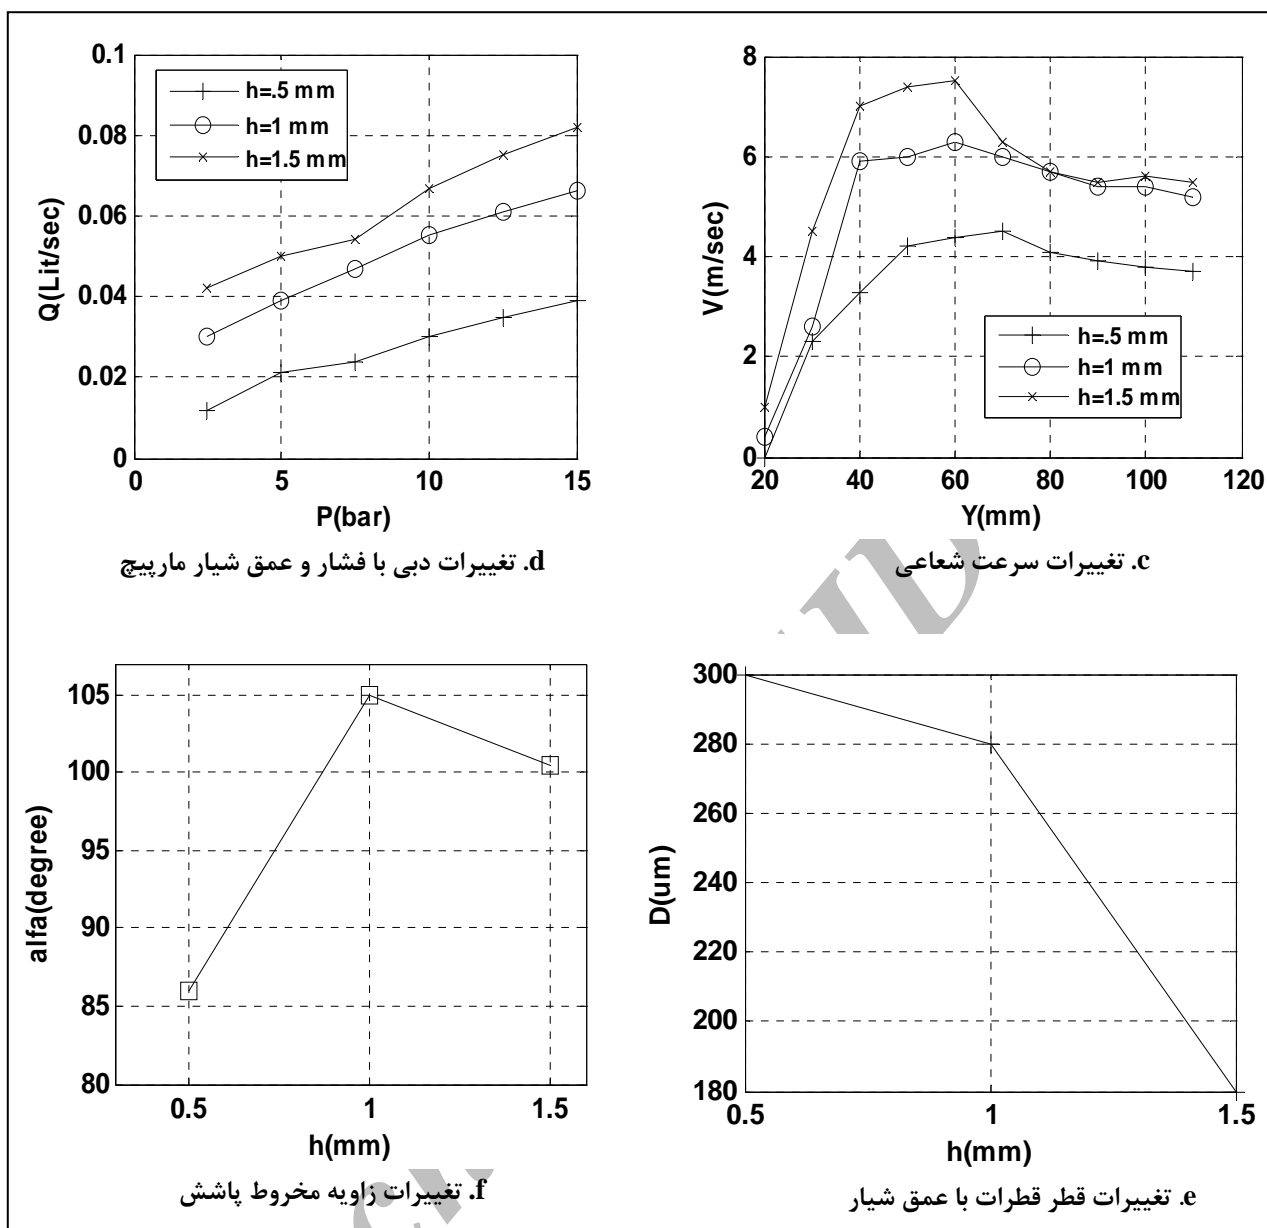 0.1
0.08
0.06
0.04
0.02
0
0 5 10 15
Q(Lit/sec)
P(bar)
h=.5 mm
h=1 mm
h=1.5 mm
d. تغییرات دبی با فشار و عمق شیار مارپیچ
8
6
4
2
0
20 40 60 80 100 120
V(m/sec)
Y(mm)
h=.5 mm
h=1 mm
h=1.5 mm
c. تغییرات سرعت شعاعی
105
100
95
90
85
80
0.5 1 1.5
alfa(degree)
h(mm)
f. تغییرات زاویه مخروط پاشش
300
280
260
240
220
200
180
0.5 1 1.5
D(um)
h(mm)
e. تغییرات قطر قطرات با عمق شیار